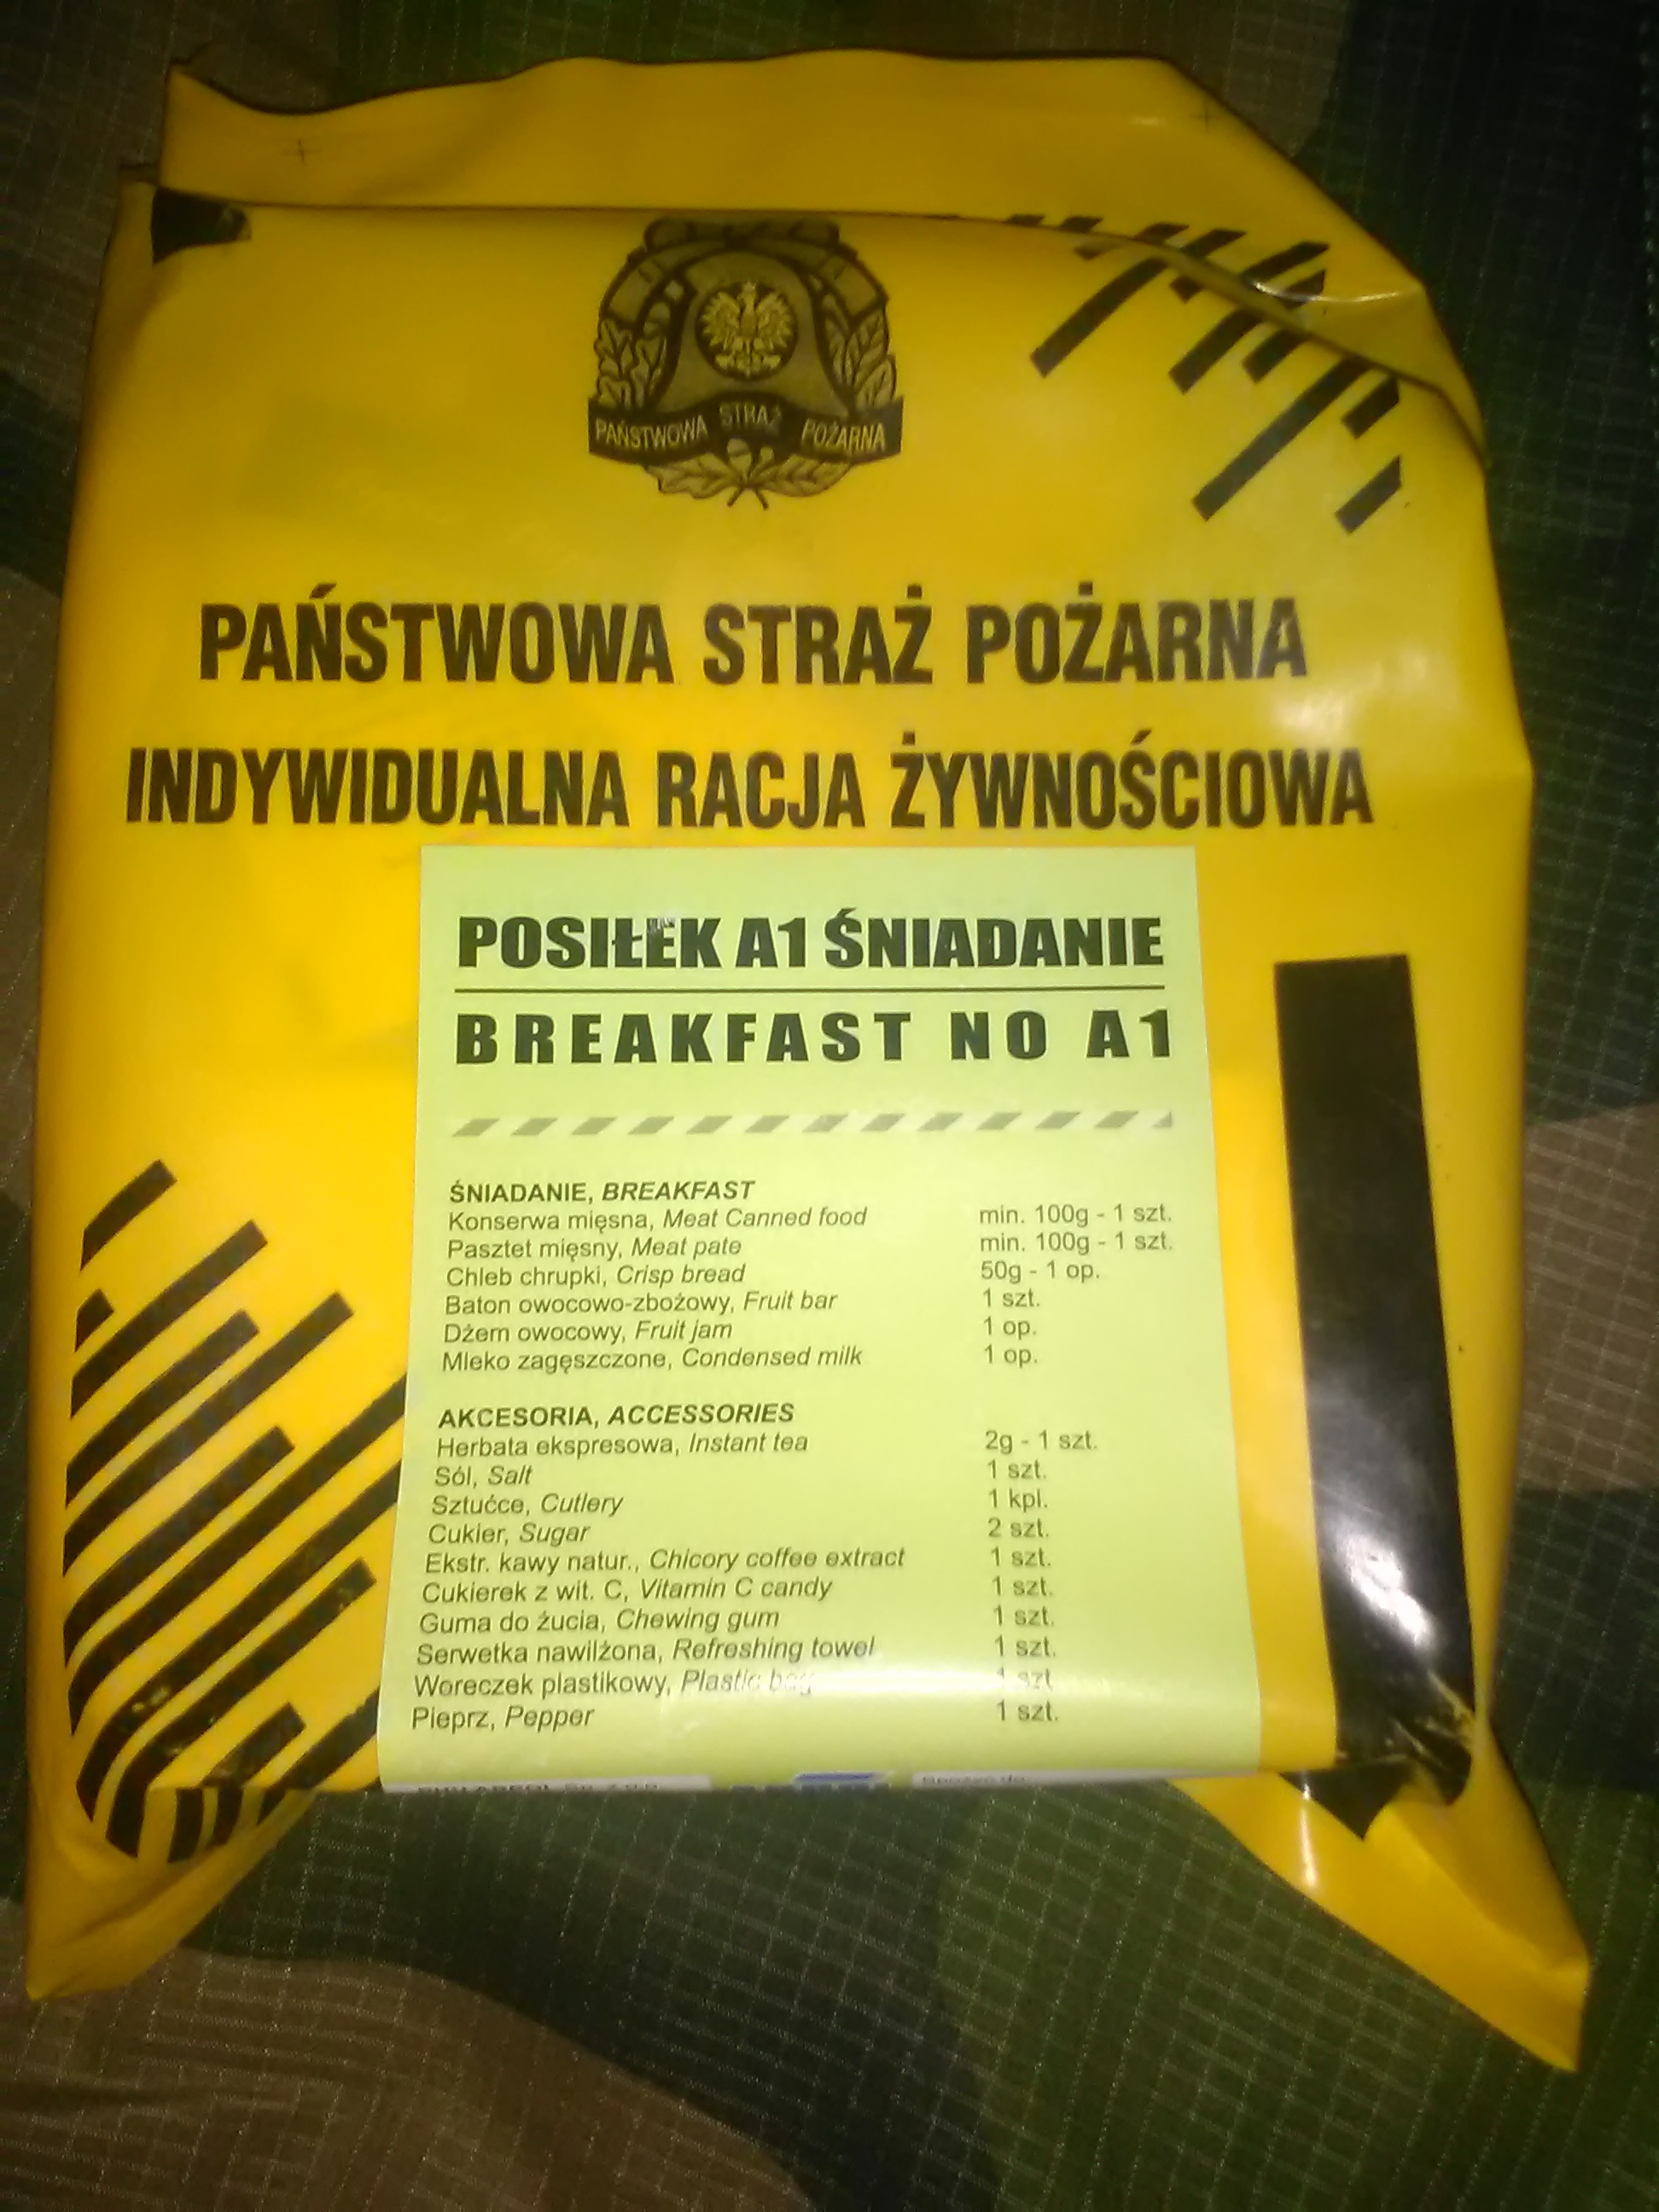 PAŃSTWOWA STRAŻ POŻARNA
PAŃSTWOWA STRAŻ POŻARNA
INDYWIDUALNA RACJA ŻYWNOŚCIOWA
POSIŁEK A1 ŚNIADANIE
BREAKFAST NO A1
ŚNIADANIE, BREAKFAST
Konserwa mięsna, Meat Canned food min. 100g - 1 szt.
Pasztet mięsny, Meat pate min. 100g - 1 szt.
Chleb chrupki, Crisp bread 50g - 1 op.
Baton owocowo-zbożowy, Fruit bar 1 szt.
Dżem owocowy, Fruit jam 1 op.
Mleko zagęszczone, Condensed milk 1 op.
AKCESORIA, ACCESSORIES
Herbata ekspresowa, Instant tea 2g - 1 szt.
Sól, Salt 1 szt.
Sztućce, Cutlery 1 kpl.
Cukier, Sugar 2 szt.
Ekstr. kawy natur., Chicory coffee extract 1 szt.
Cukierek z wit. C, Vitamin C candy 1 szt.
Guma do żucia, Chewing gum 1 szt.
Serwetka nawilżona, Refreshing towel 1 szt.
Woreczek plastikowy, Plastic bag 1 szt
Pieprz, Pepper 1 szt.